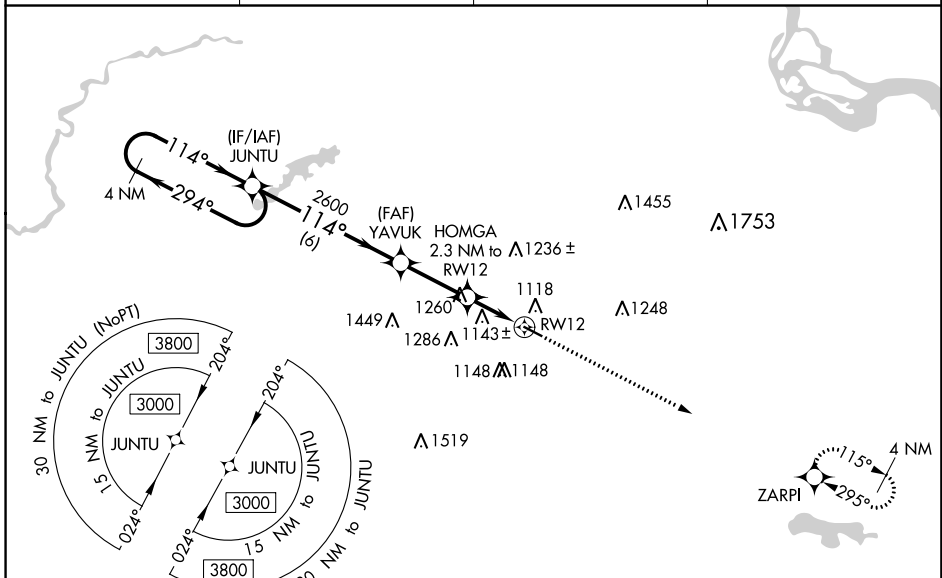 (IF/IAF)
JUNTU
114°
4 NM
294°
2600
114°
(6)
(FAF)
YAVUK
HOMGA
2.3 NM to
RW12
1236 ±
1455
1753
1260
1118
1248
RW12
1449
1286
1143 ±
1148
1148
1519
30 NM to JUNTU (NoPT)
3800
204°
15 NM to JUNTU
3000
JUNTU
024°
204°
JUNTU
3000
15 NM to JUNTU
NM to JUNTU
024°
3800
115°
4 NM
295°
ZARPI